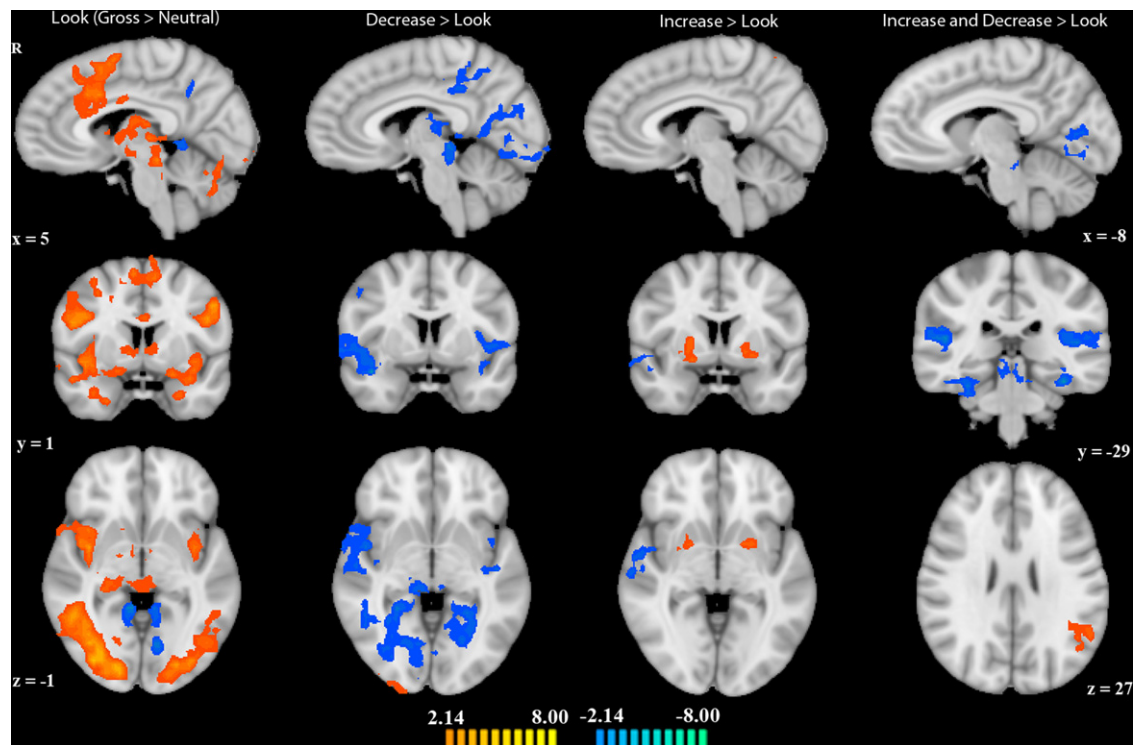 Look (Gross > Neutral) Decrease > Look Increase > Look Increase and Decrease > Look
R
x = 5 x = -8
y = 1 y = -29
z = -1 z = 27
2.14 8.00 -2.14 -8.00